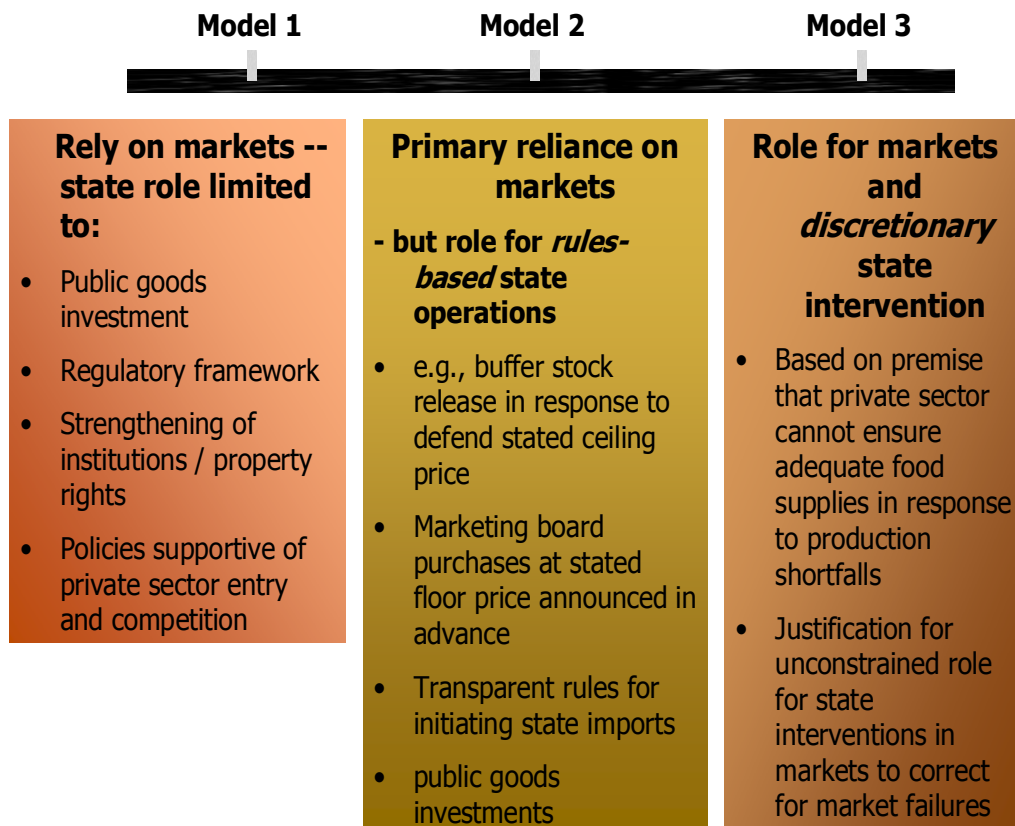 Model 1
Model 2
Model 3
Rely on markets --
state role limited
to:
• Public goods
investment
• Regulatory framework
• Strengthening of
institutions / property
rights
• Policies supportive of
private sector entry
and competition
Primary reliance on
markets
- but role for rules-
based state
operations
• e.g., buffer stock
release in response to
defend stated ceiling
price
• Marketing board
purchases at stated
floor price announced in
advance
• Transparent rules for
initiating state imports
• public goods
investments
Role for markets
and
discretionary
state
intervention
• Based on premise
that private sector
cannot ensure
adequate food
supplies in response
to production
shortfalls
• Justification for
unconstrained role
for state
interventions in
markets to correct
for market failures